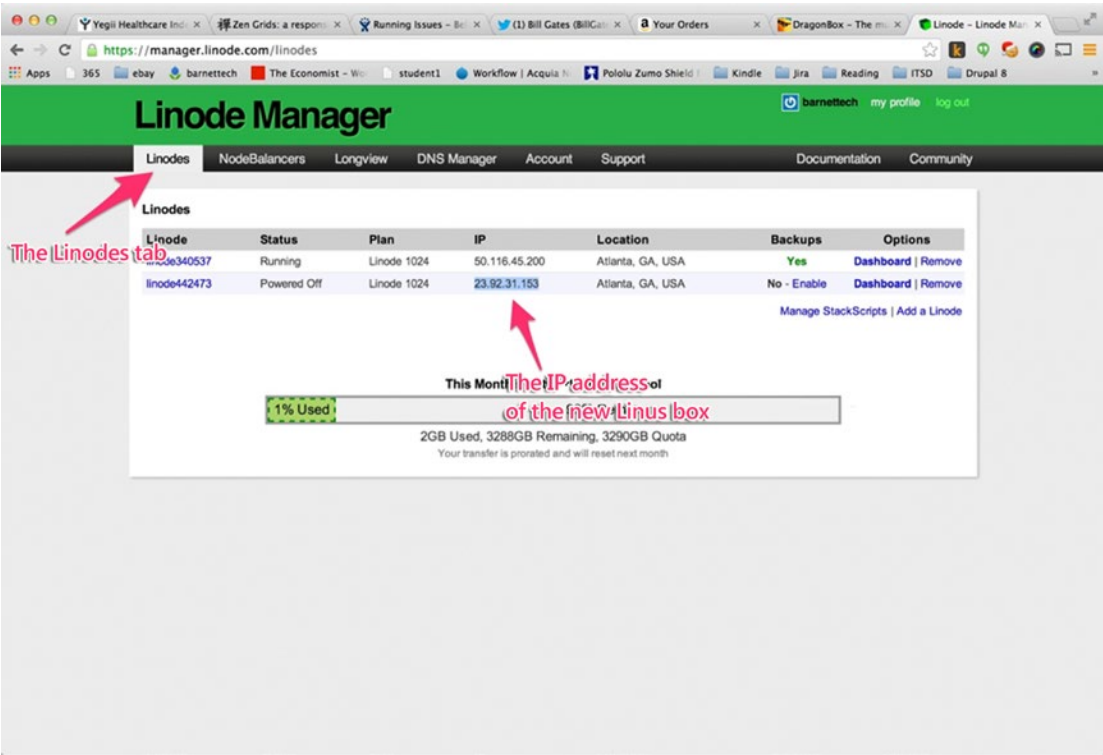 Yegii Healthcare Ind
禅 Zen Grids: a respons
Running Issues - Bel
(1) Bill Gates (BillGat
a Your Orders
DragonBox - The m
Linode - Linode Man
https://manager.linode.com/linodes
Apps 365 ebay barnettech The Economist - Wo student1 Workflow | Acquia N Pololu Zumo Shield Kindle Jira Reading ITSD Drupal 8 »
Linode Manager
barnettech my profile log out
Linodes NodeBalancers Longview DNS Manager Account Support Documentation Community
Linodes
The Linodes tab
Linode Status Plan IP Location Backups Options
linode340537 Running Linode 1024 50.116.45.200 Atlanta, GA, USA Yes Dashboard | Remove
linode442473 Powered Off Linode 1024 23.92.31.153 Atlanta, GA, USA No - Enable Dashboard | Remove
Manage StackScripts | Add a Linode
This Mont
The IP address
of the new Linus box
1% Used
2GB Used, 3288GB Remaining, 3290GB Quota
Your transfer is prorated and will reset next month